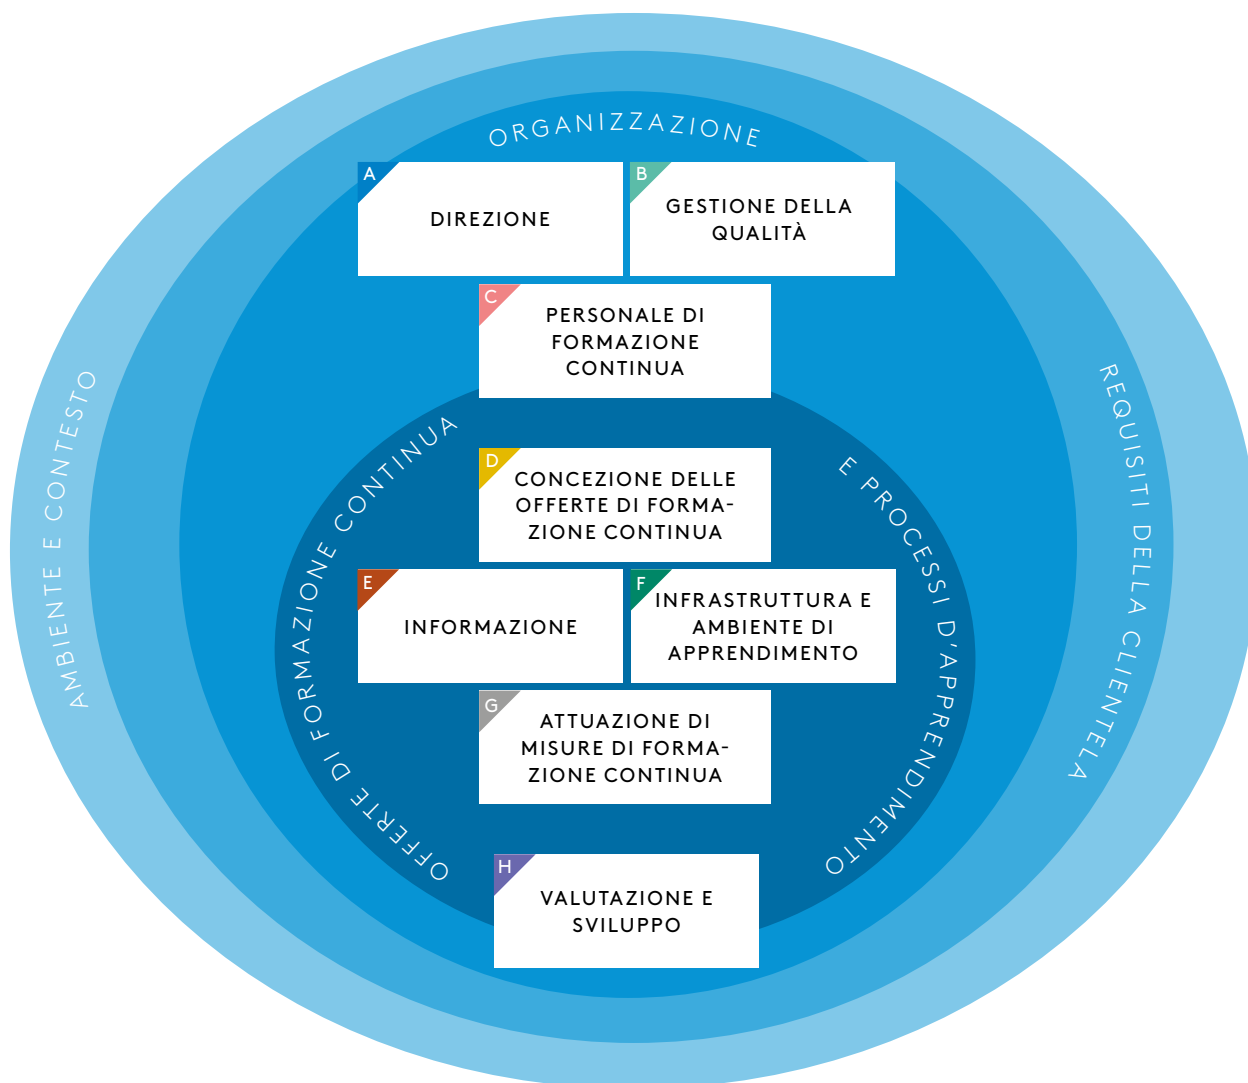 ORGANIZZAZIONE
A
DIREZIONE
B
GESTIONE DELLA
QUALITÀ
C
PERSONALE DI
FORMAZIONE
CONTINUA
AMBIENTE E CONTESTO
REQUISITI DELLA CLIENTELA
OFFERTE DI FORMAZIONE CONTINUA
E PROCESSI D'APPRENDIMENTO
D
CONCEZIONE DELLE
OFFERTE DI FORMA-
ZIONE CONTINUA
E
INFORMAZIONE
F
INFRASTRUTTURA E
AMBIENTE DI
APPRENDIMENTO
G
ATTUAZIONE DI
MISURE DI FORMA-
ZIONE CONTINUA
H
VALUTAZIONE E
SVILUPPO